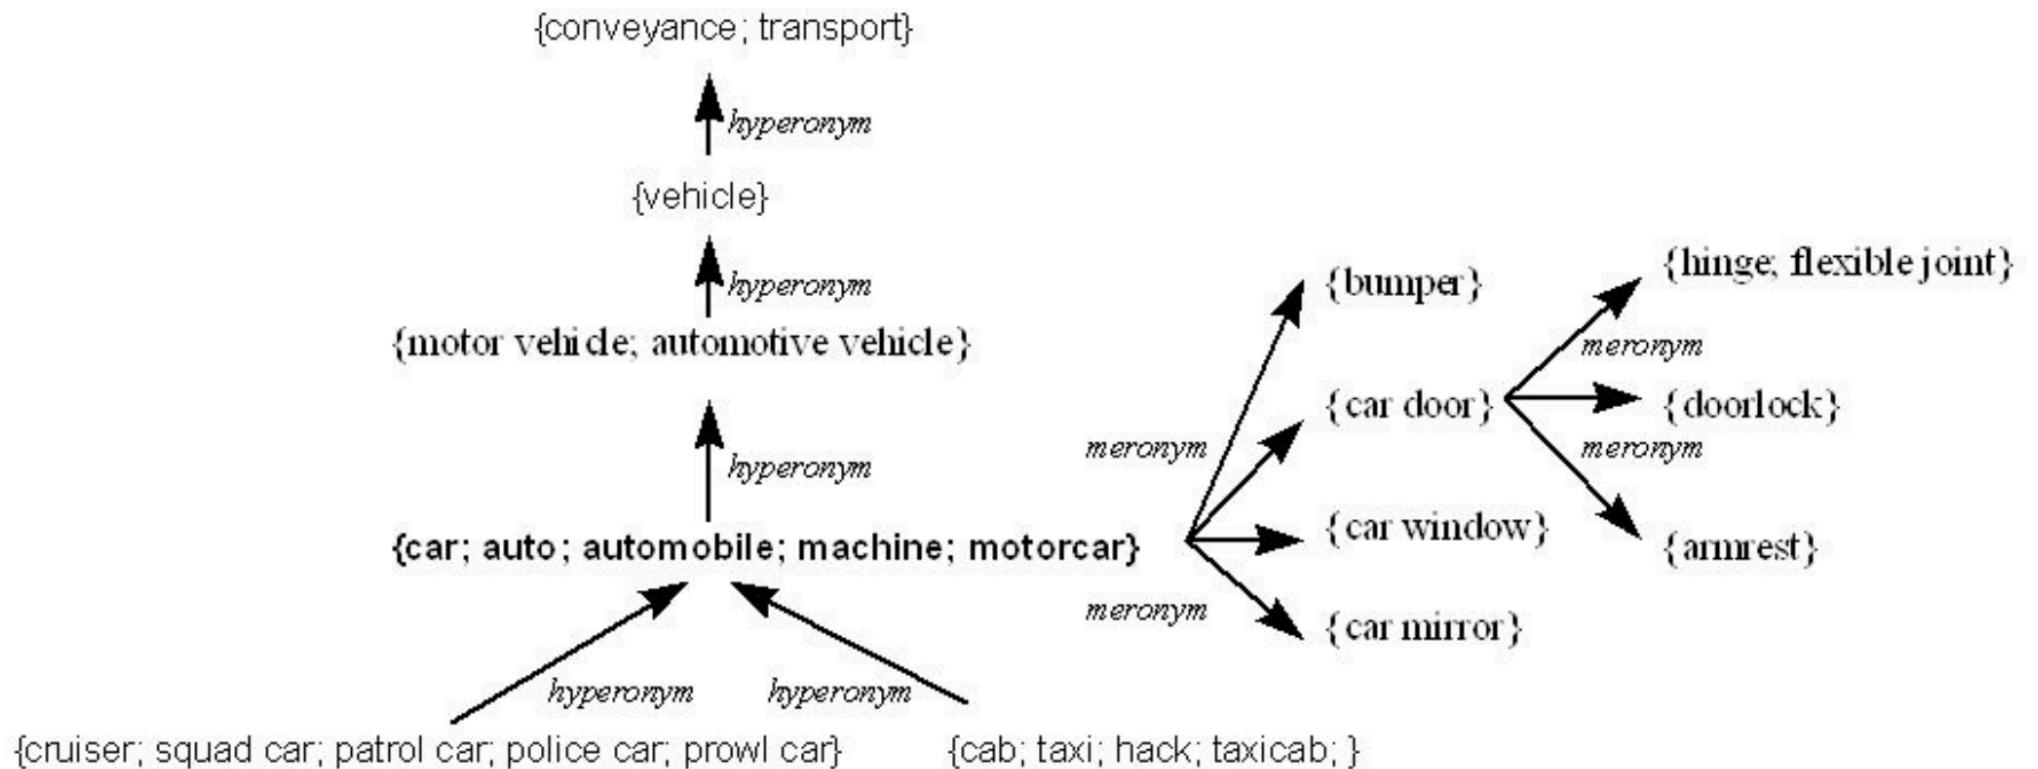 {conveyance; transport}
hyperonym
{vehicle}
hyperonym
{motor vehicle; automotive vehicle}
hyperonym
{car; auto; automobile; machine; motorcar}
hyperonym
hyperonym
{cruiser; squad car; patrol car; police car; prowl car}
{cab; taxi; hack; taxicab; }
meronym
meronym
{bumper}
{car door}
{car window}
{car mirror}
meronym
meronym
{hinge; flexible joint}
{doorlock}
{armrest}